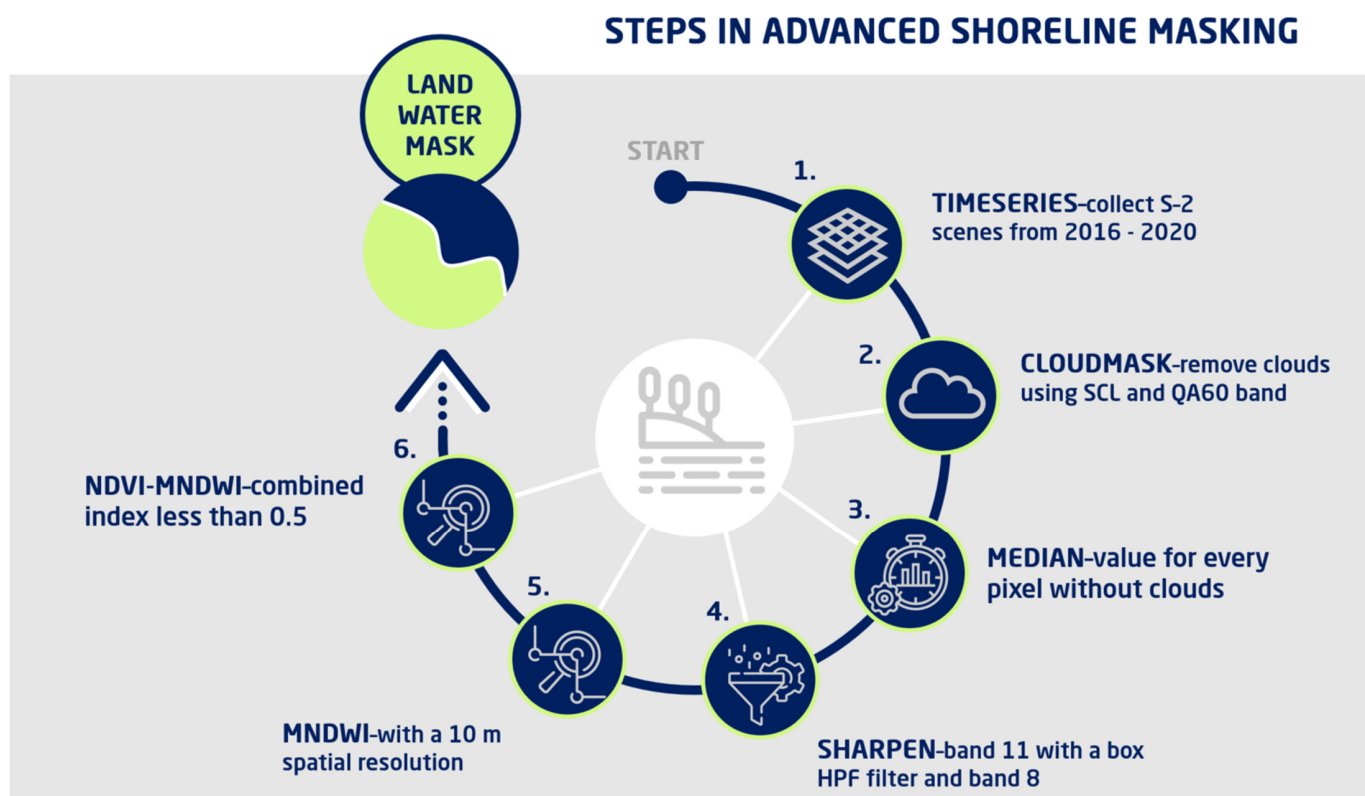 STEPS IN ADVANCED SHORELINE MASKING
LAND
WATER
MASK
START
1.
TIMESERIES-collect S-2
scenes from 2016 - 2020
2.
CLOUDMASK-remove clouds
using SCL and QA60 band
3.
MEDIAN-value for every
pixel without clouds
4.
SHARPEN-band 11 with a box
HPF filter and band 8
5.
MNDWI-with a 10 m
spatial resolution
6.
NDVI-MNDWI-combined
index less than 0.5